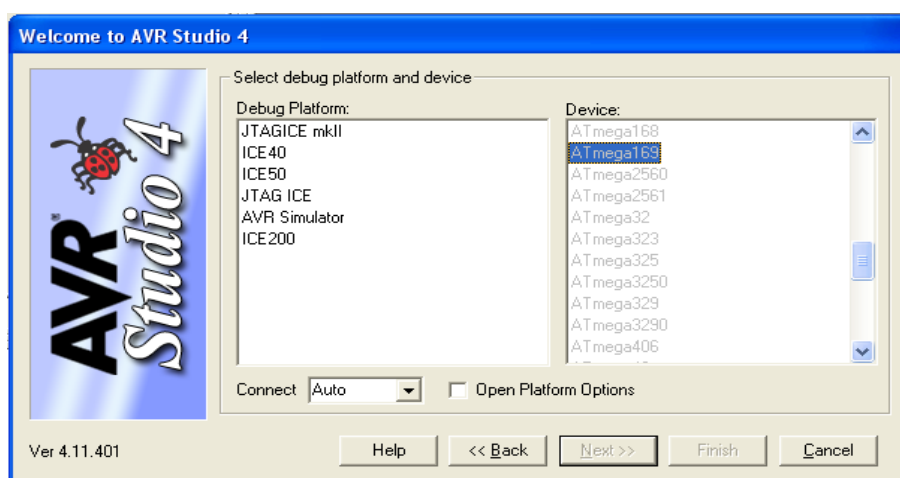 Welcome to AVR Studio 4
AVR Studio 4
Select debug platform and device
Debug Platform:
JTAGICE mkII
ICE40
ICE50
JTAG ICE
AVR Simulator
ICE200
Device:
ATmega168
ATmega169
ATmega2560
ATmega2561
ATmega32
ATmega323
ATmega325
ATmega3250
ATmega329
ATmega3290
ATmega406
Connect Auto Open Platform Options
Ver 4.11.401 Help << Back Next >> Finish Cancel